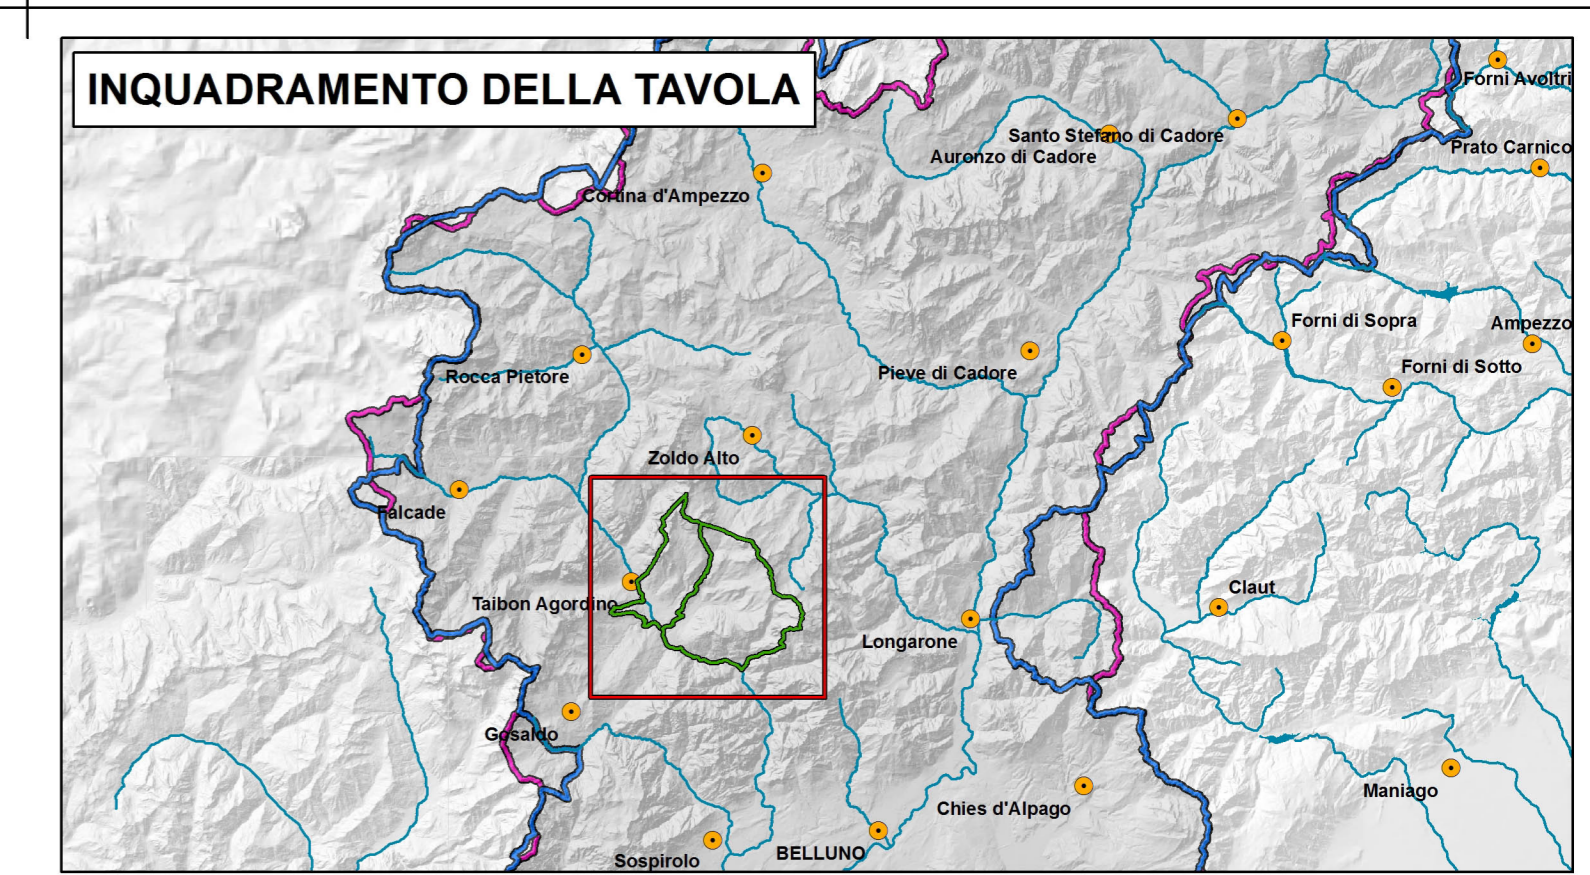 INQUADRAMENTO DELLA TAVOLA
Forni Avoltri
Santo Stefano di Cadore
Auronzo di Cadore
Prato Carnico
Cortina d'Ampezzo
Forni di Sopra
Ampezzo
Rocca Pietore
Pieve di Cadore
Forni di Sotto
Zoldo Alto
Falcade
Taibon Agordino
Claut
Longarone
Gosaldo
Maniago
Chies d'Alpago
Sospirolo
BELLUNO